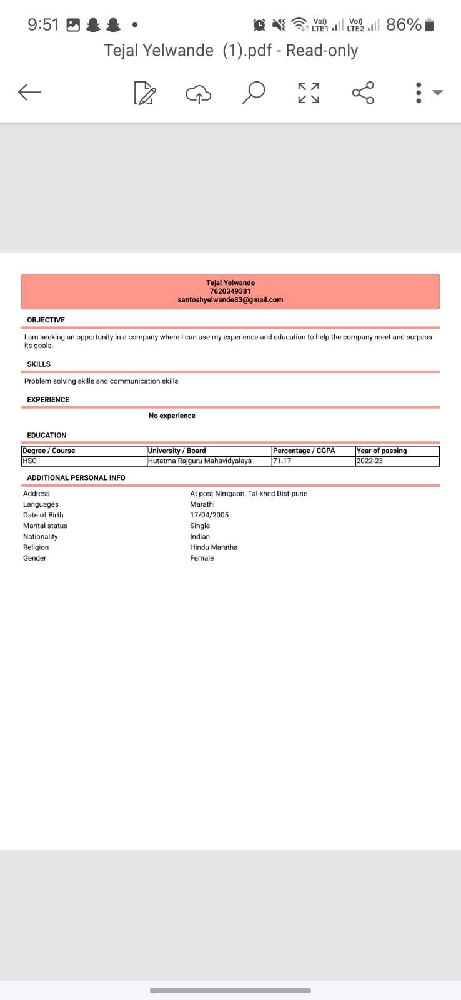 9:51
Vo)) LTE1 Vo)) LTE2 86%
Tejal Yelwande (1).pdf - Read-only
Tejal Yelwande
7620349381
santoshyelwande83@gmail.com
OBJECTIVE
I am seeking an opportunity in a company where I can use my experience and education to help the company meet and surpass
its goals.
SKILLS
Problem solving skills and communication skills
EXPERIENCE
No experience
EDUCATION
Degree / Course University / Board Percentage / CGPA Year of passing
HSC Hutatma Rajguru Mahavidyalaya 71.17 2022-23
ADDITIONAL PERSONAL INFO
Address At post Nimgaon. Tal-khed Dist-pune
Languages Marathi
Date of Birth 17/04/2005
Marital status Single
Nationality Indian
Religion Hindu Maratha
Gender Female